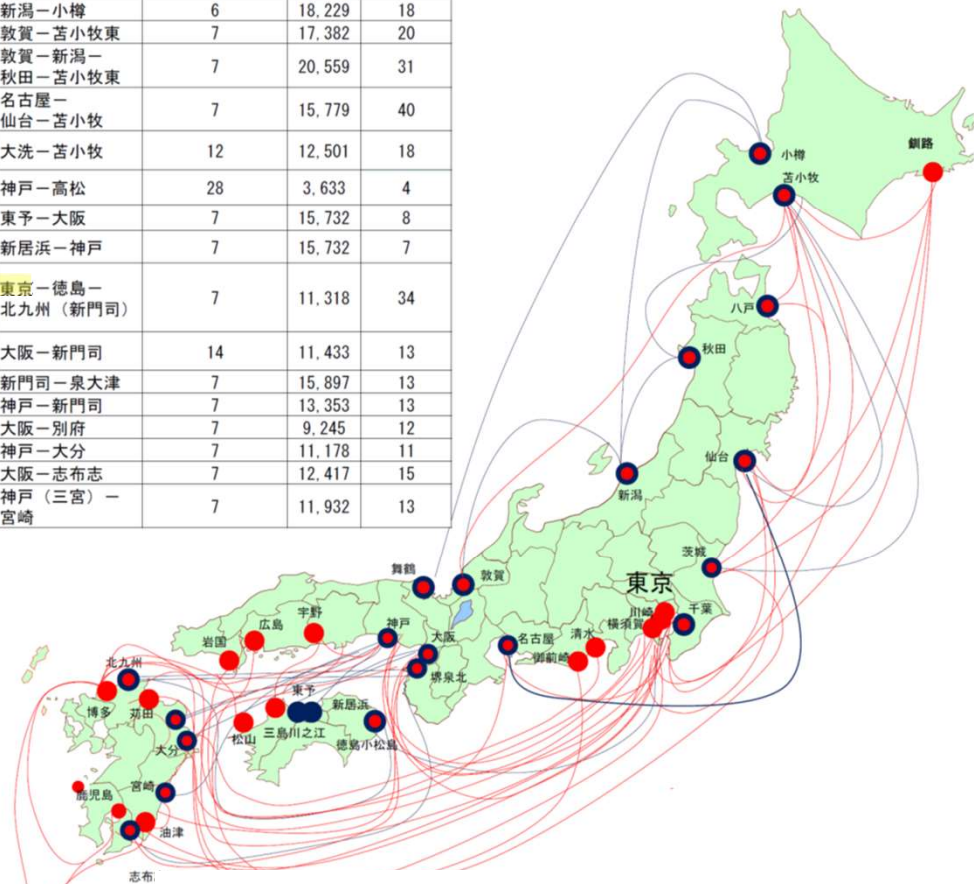 新潟－小樽 6 18,229 18
敦賀－苫小牧東 7 17,382 20
敦賀－新潟－
秋田－苫小牧東 7 20,559 31
名古屋－
仙台－苫小牧 7 15,779 40
大洗－苫小牧 12 12,501 18
神戸－高松 28 3,633 4
東予－大阪 7 15,732 8
新居浜－神戸 7 15,732 7
東京－徳島－
北九州（新門司） 7 11,318 34
大阪－新門司 14 11,433 13
新門司－泉大津 7 15,897 13
神戸－新門司 7 13,353 13
大阪－別府 7 9,245 12
神戸－大分 7 11,178 11
大阪－志布志 7 12,417 15
神戸（三宮）－
宮崎 7 11,932 13
釧路
小樽
苫小牧
八戸
秋田
仙台
新潟
茨城
舞鶴
敦賀
東京
川崎
千葉
横須賀
清水
御前崎
名古屋
神戸
大阪
堺泉北
宇野
広島
岩国
北九州
東予
新居浜
博多
苅田
三島川之江
松山
徳島小松島
大分
宮崎
鹿児島
油津
志布